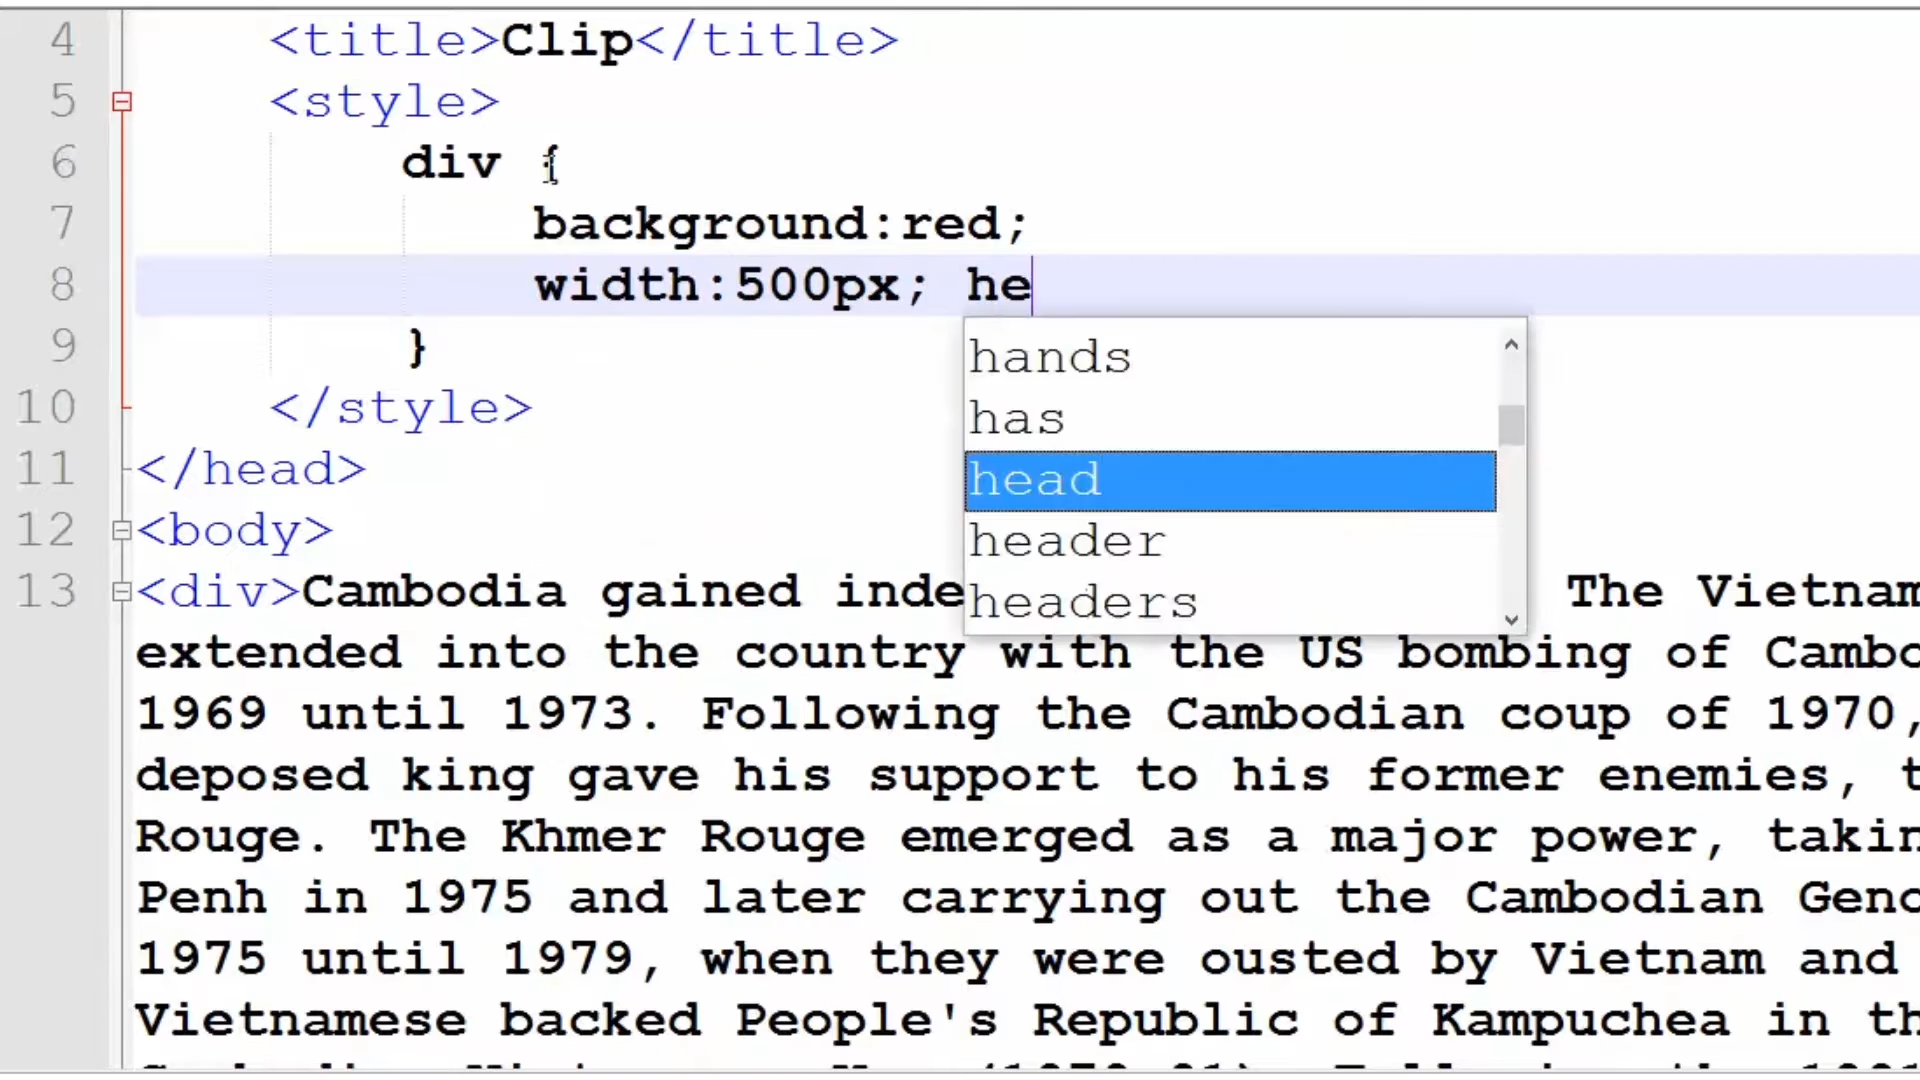 4 <title>Clip</title>
5 <style>
6 div {
7 background:red;
8 width:500px; he
hands
9 }
has
10 </style>
head
11 </head>
header
12 <body>
headers
13 <div>Cambodia gained inde The Vietnam
extended into the country with the US bombing of Cambo
1969 until 1973. Following the Cambodian coup of 1970,
deposed king gave his support to his former enemies, t
Rouge. The Khmer Rouge emerged as a major power, takin
Penh in 1975 and later carrying out the Cambodian Geno
1975 until 1979, when they were ousted by Vietnam and
Vietnamese backed People's Republic of Kampuchea in th